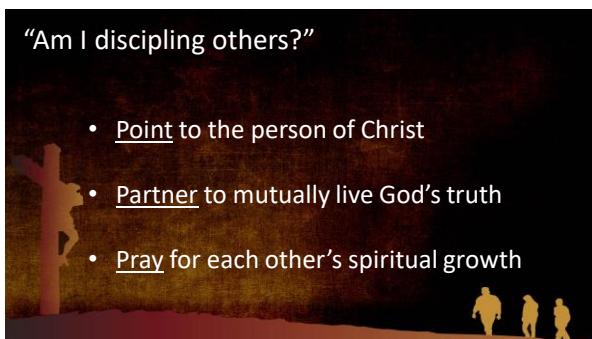 “Am I discipling others?”
• Point to the person of Christ
• Partner to mutually live God’s truth
• Pray for each other’s spiritual growth